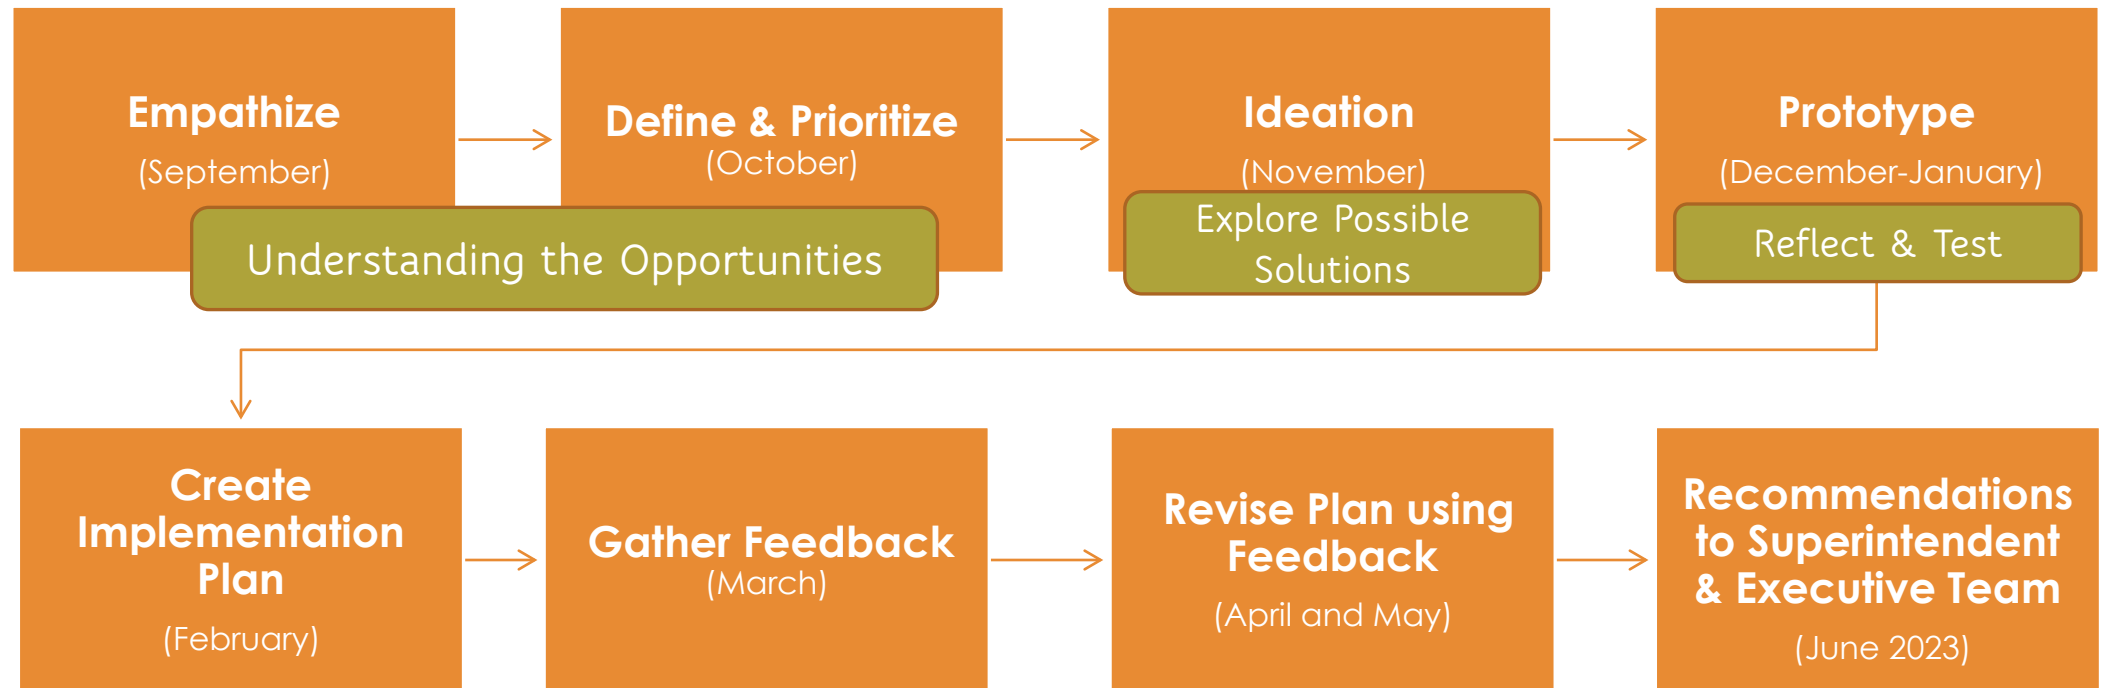 Empathize
(September)
Define & Prioritize
(October)
Ideation
(November)
Prototype
(December-January)
Understanding the Opportunities
Explore Possible
Solutions
Reflect & Test
Create
Implementation
Plan
(February)
Gather Feedback
(March)
Revise Plan using
Feedback
(April and May)
Recommendations
to Superintendent
& Executive Team
(June 2023)